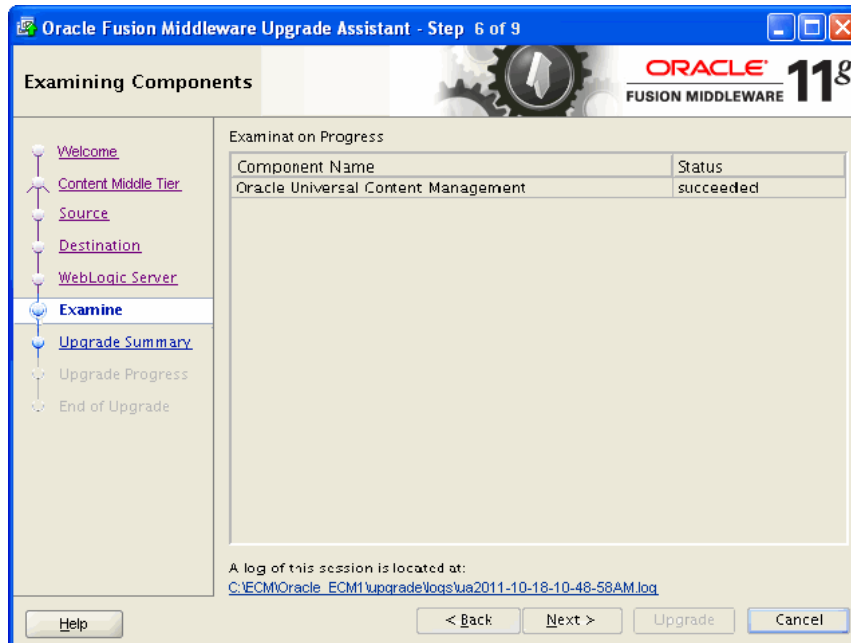 Oracle Fusion Middleware Upgrade Assistant - Step 6 of 9
Examining Components
ORACLE
FUSION MIDDLEWARE
11g
Welcome
Content Middle Tier
Source
Destination
WebLogic Server
Examine
Upgrade Summary
Upgrade Progress
End of Upgrade
Examination Progress
Component Name Status
Oracle Universal Content Management succeeded
A log of this session is located at:
C:\ECM\Oracle_ECM1\upgrade\logs\ua2011-10-18-10-48-58AM.log
Help
< Back Next > Upgrade Cancel